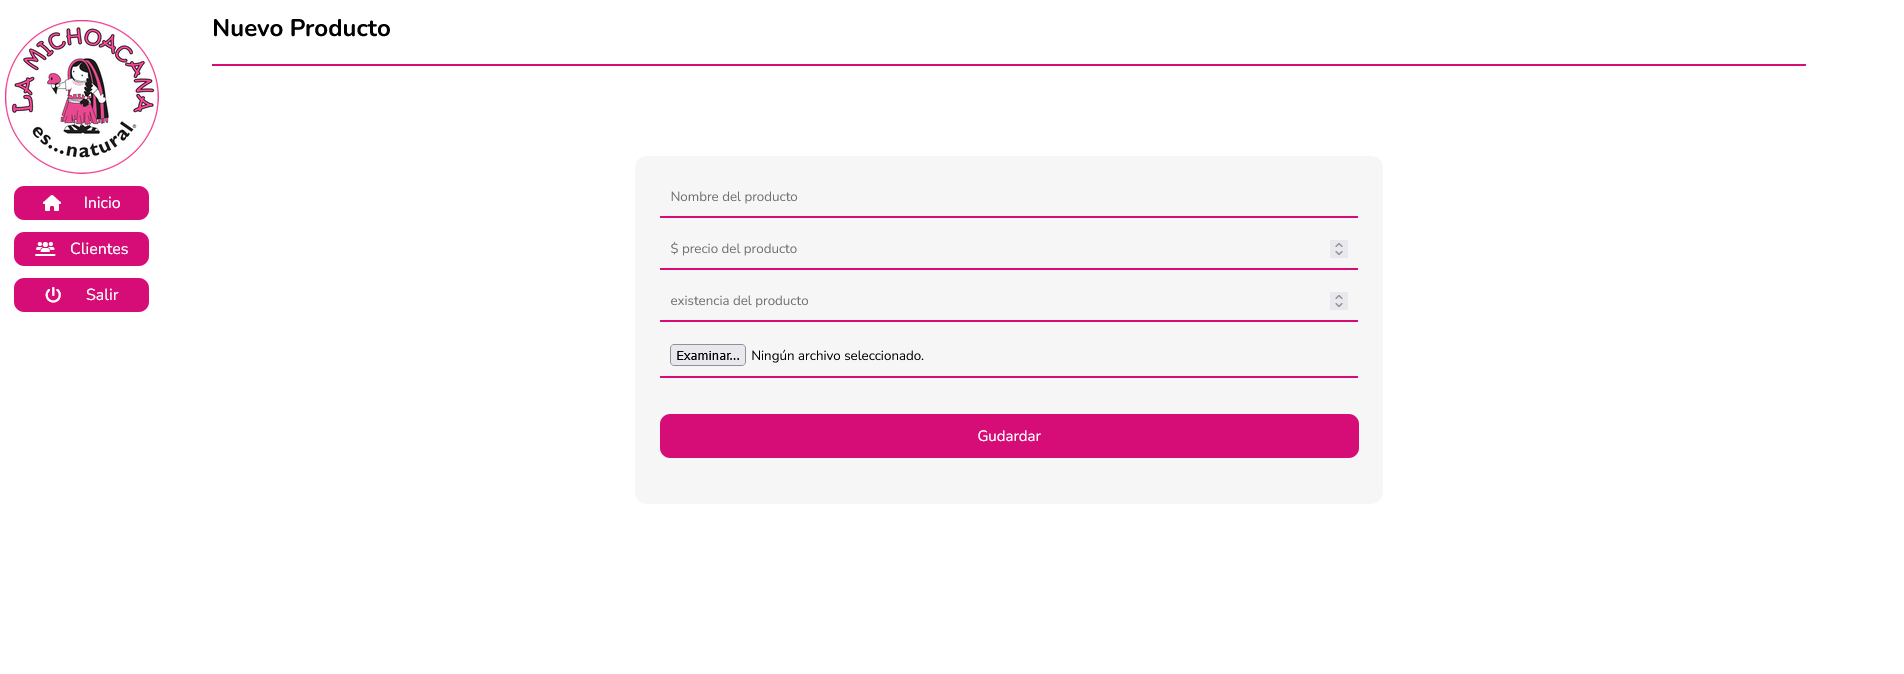 Nuevo Producto
LA MICHOACANA
es...natural®
Inicio
Clientes
Salir
Nombre del producto
$ precio del producto
existencia del producto
Examinar... Ningún archivo seleccionado.
Gudardar